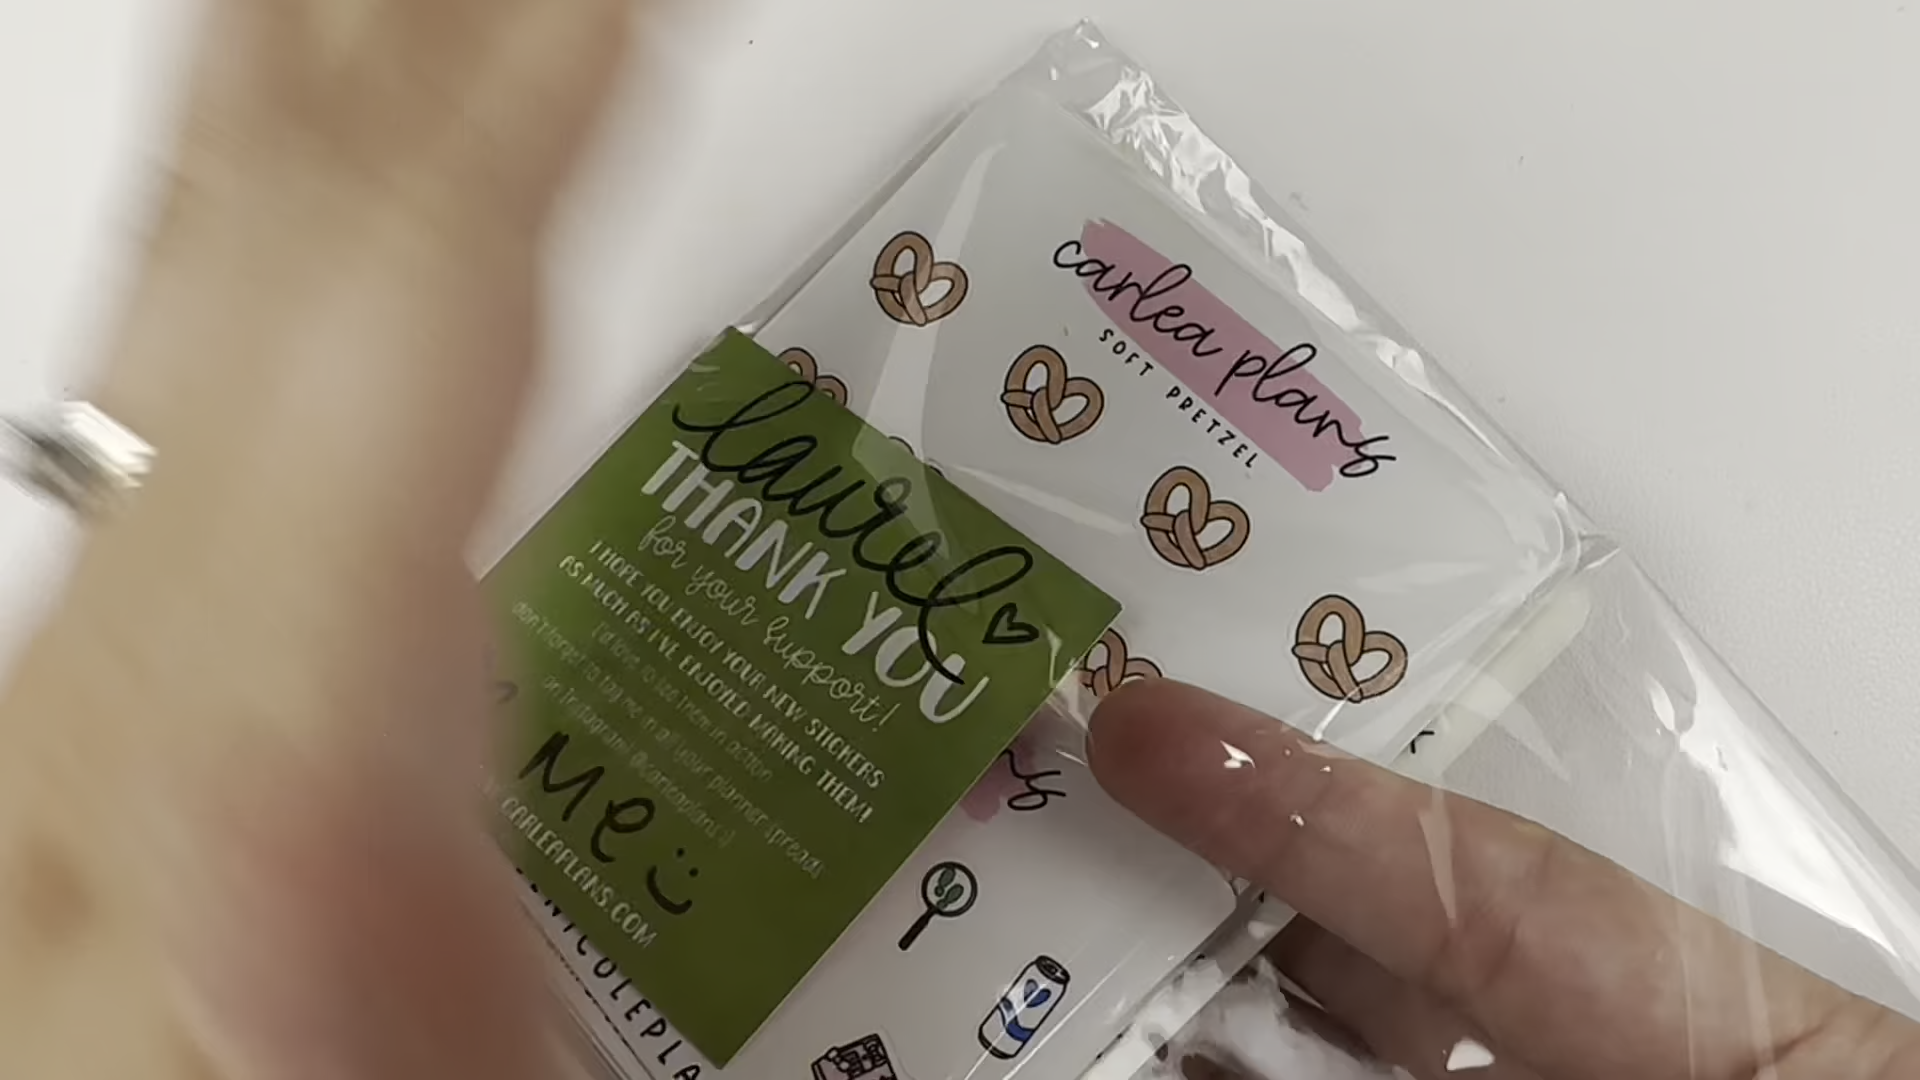 carlea plans
SOFT PRETZEL
laurel
THANK YOU
for your support!
I HOPE YOU ENJOY YOUR NEW STICKERS
AS MUCH AS I'VE ENJOYED MAKING THEM!
I'd love to see them in action
don't forget to tag me in all your planner spreads
on Instagram @carleaplans :)
ME
CARLEAPLANS.COM
ns
NICOLEPLA